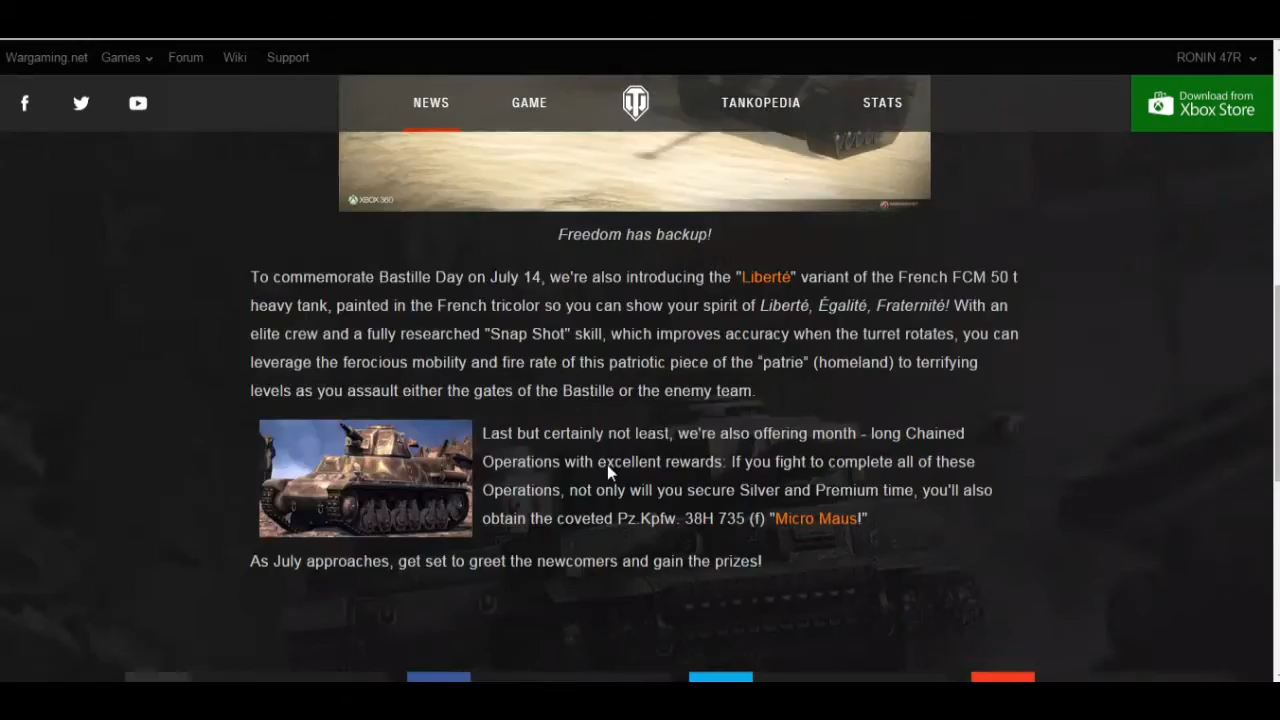 Wargaming.net Games Forum Wiki Support RONIN 47R
NEWS GAME TANKOPEDIA STATS
Download from
Xbox Store
XBOX 360
Freedom has backup!
To commemorate Bastille Day on July 14, we're also introducing the "Liberté" variant of the French FCM 50 t
heavy tank, painted in the French tricolor so you can show your spirit of Liberté, Égalité, Fraternité! With an
elite crew and a fully researched "Snap Shot" skill, which improves accuracy when the turret rotates, you can
leverage the ferocious mobility and fire rate of this patriotic piece of the “patrie” (homeland) to terrifying
levels as you assault either the gates of the Bastille or the enemy team.
Last but certainly not least, we're also offering month - long Chained
Operations with excellent rewards: If you fight to complete all of these
Operations, not only will you secure Silver and Premium time, you'll also
obtain the coveted Pz.Kpfw. 38H 735 (f) "Micro Maus!"
As July approaches, get set to greet the newcomers and gain the prizes!